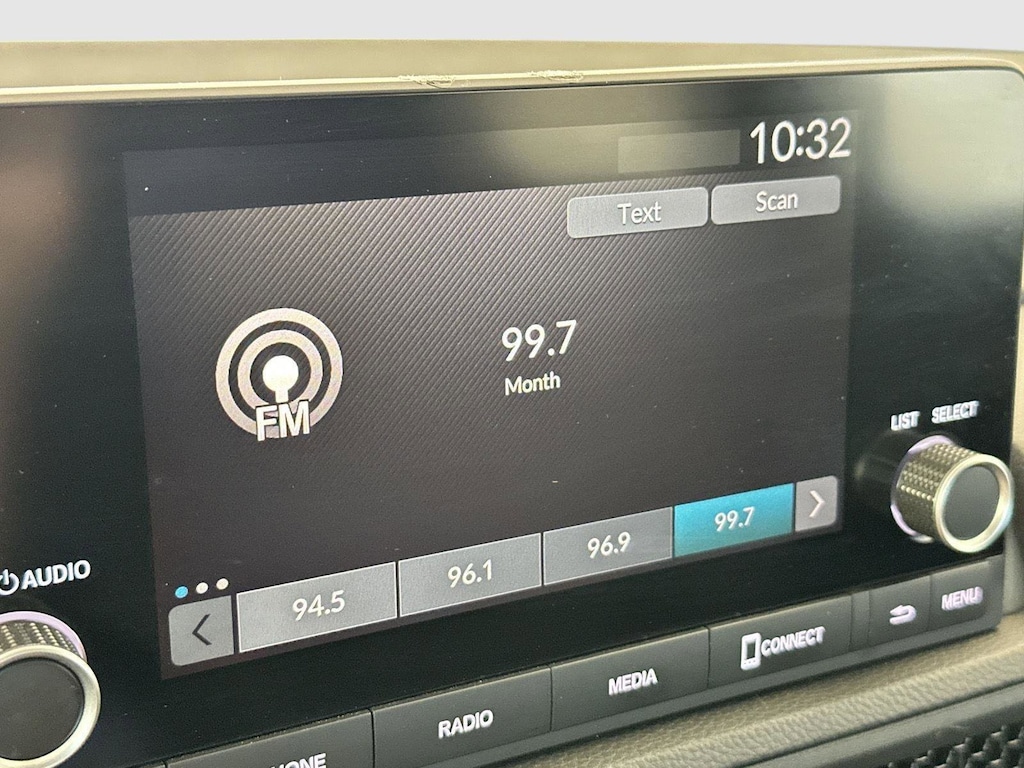 10:32
Text
Scan
99.7
Month
FM
LIST SELECT
94.5
96.1
96.9
99.7
AUDIO
RADIO
MEDIA
CONNECT
MENU